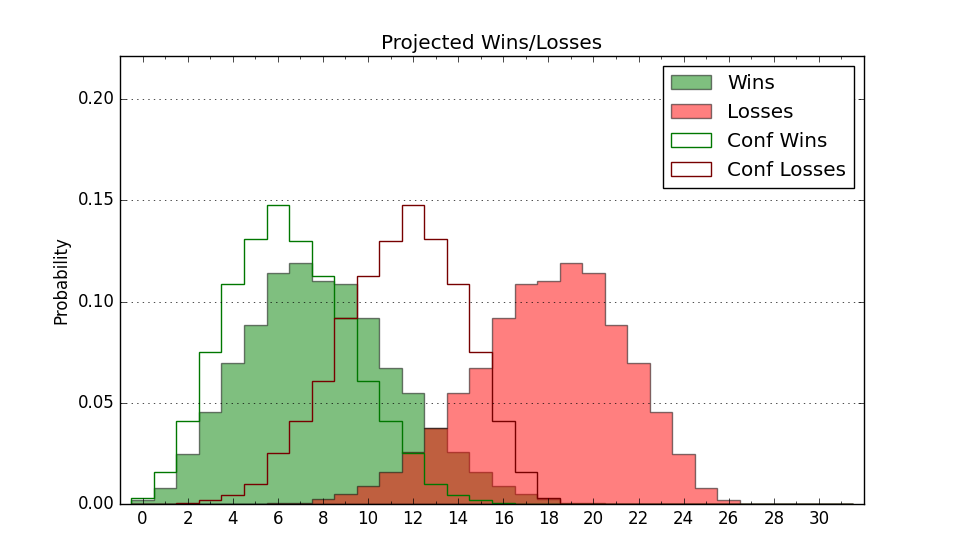 Projected Wins/Losses
Wins
Losses
Conf Wins
Conf Losses
Probability
0.20
0.15
0.10
0.05
0.00
0 2 4 6 8 10 12 14 16 18 20 22 24 26 28 30